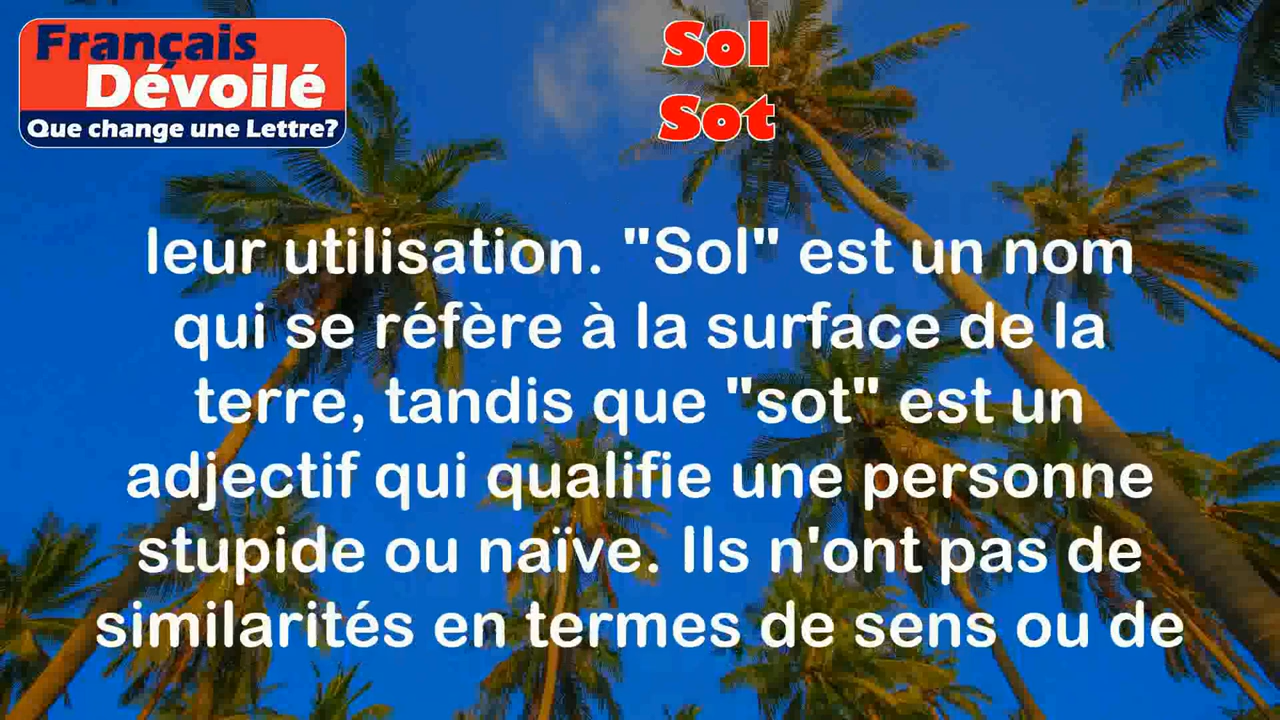 Français
Dévoilé
Que change une Lettre?
Sol
Sot
leur utilisation. "Sol" est un nom
qui se réfère à la surface de la
terre, tandis que "sot" est un
adjectif qui qualifie une personne
stupide ou naïve. Ils n'ont pas de
similarités en termes de sens ou de